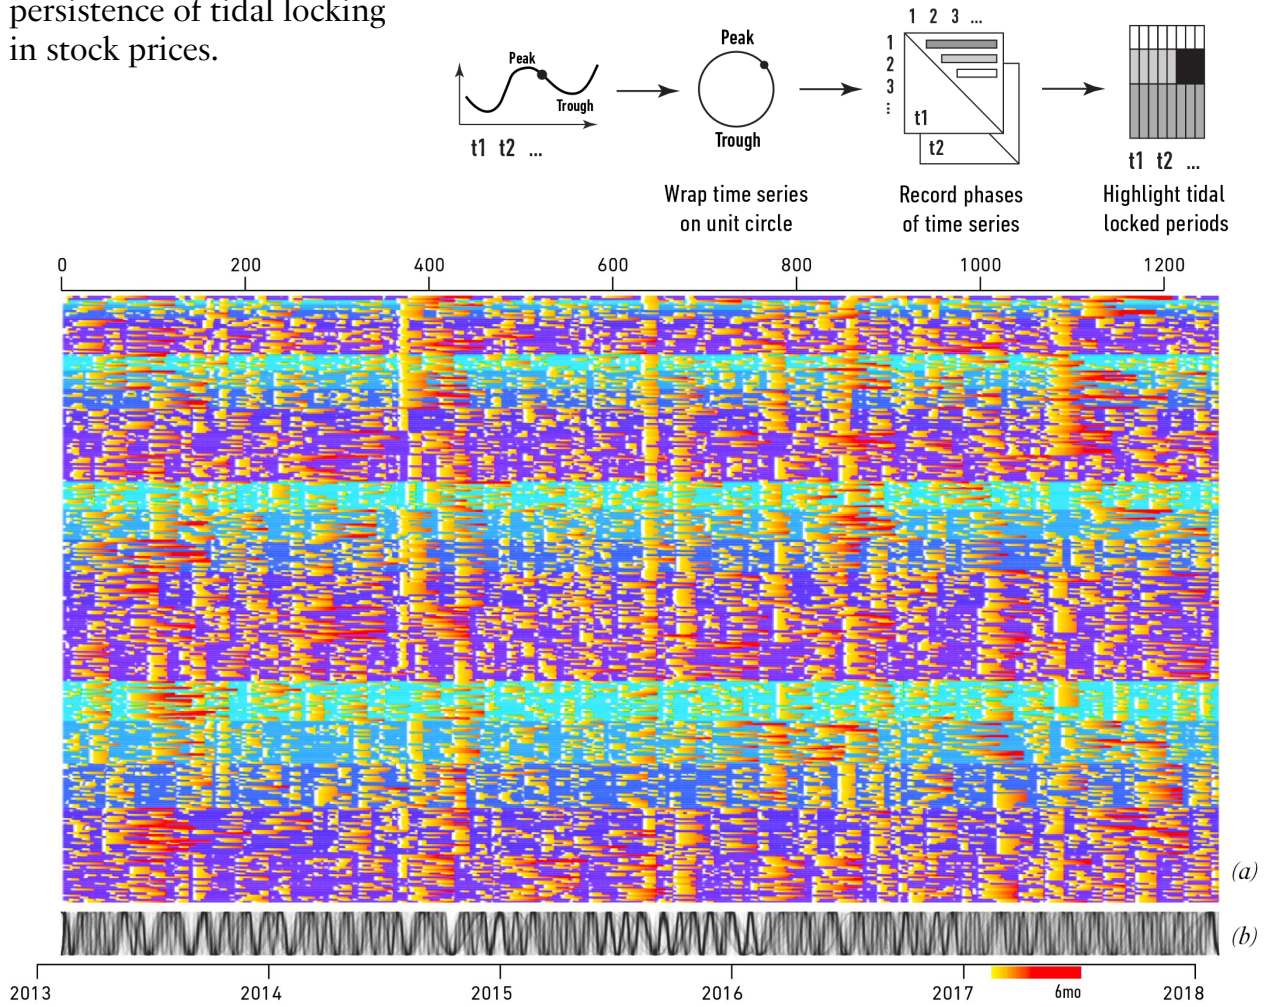 persistence of tidal locking
in stock prices.
Peak
Trough
t1 t2 ...
Peak
Trough
Wrap time series
on unit circle
1 2 3 ...
1
2
3
⋮
t1
t2
Record phases
of time series
t1 t2 ...
Highlight tidal
locked periods
0 200 400 600 800 1000 1200
(a)
(b)
2013 2014 2015 2016 2017 6mo 2018